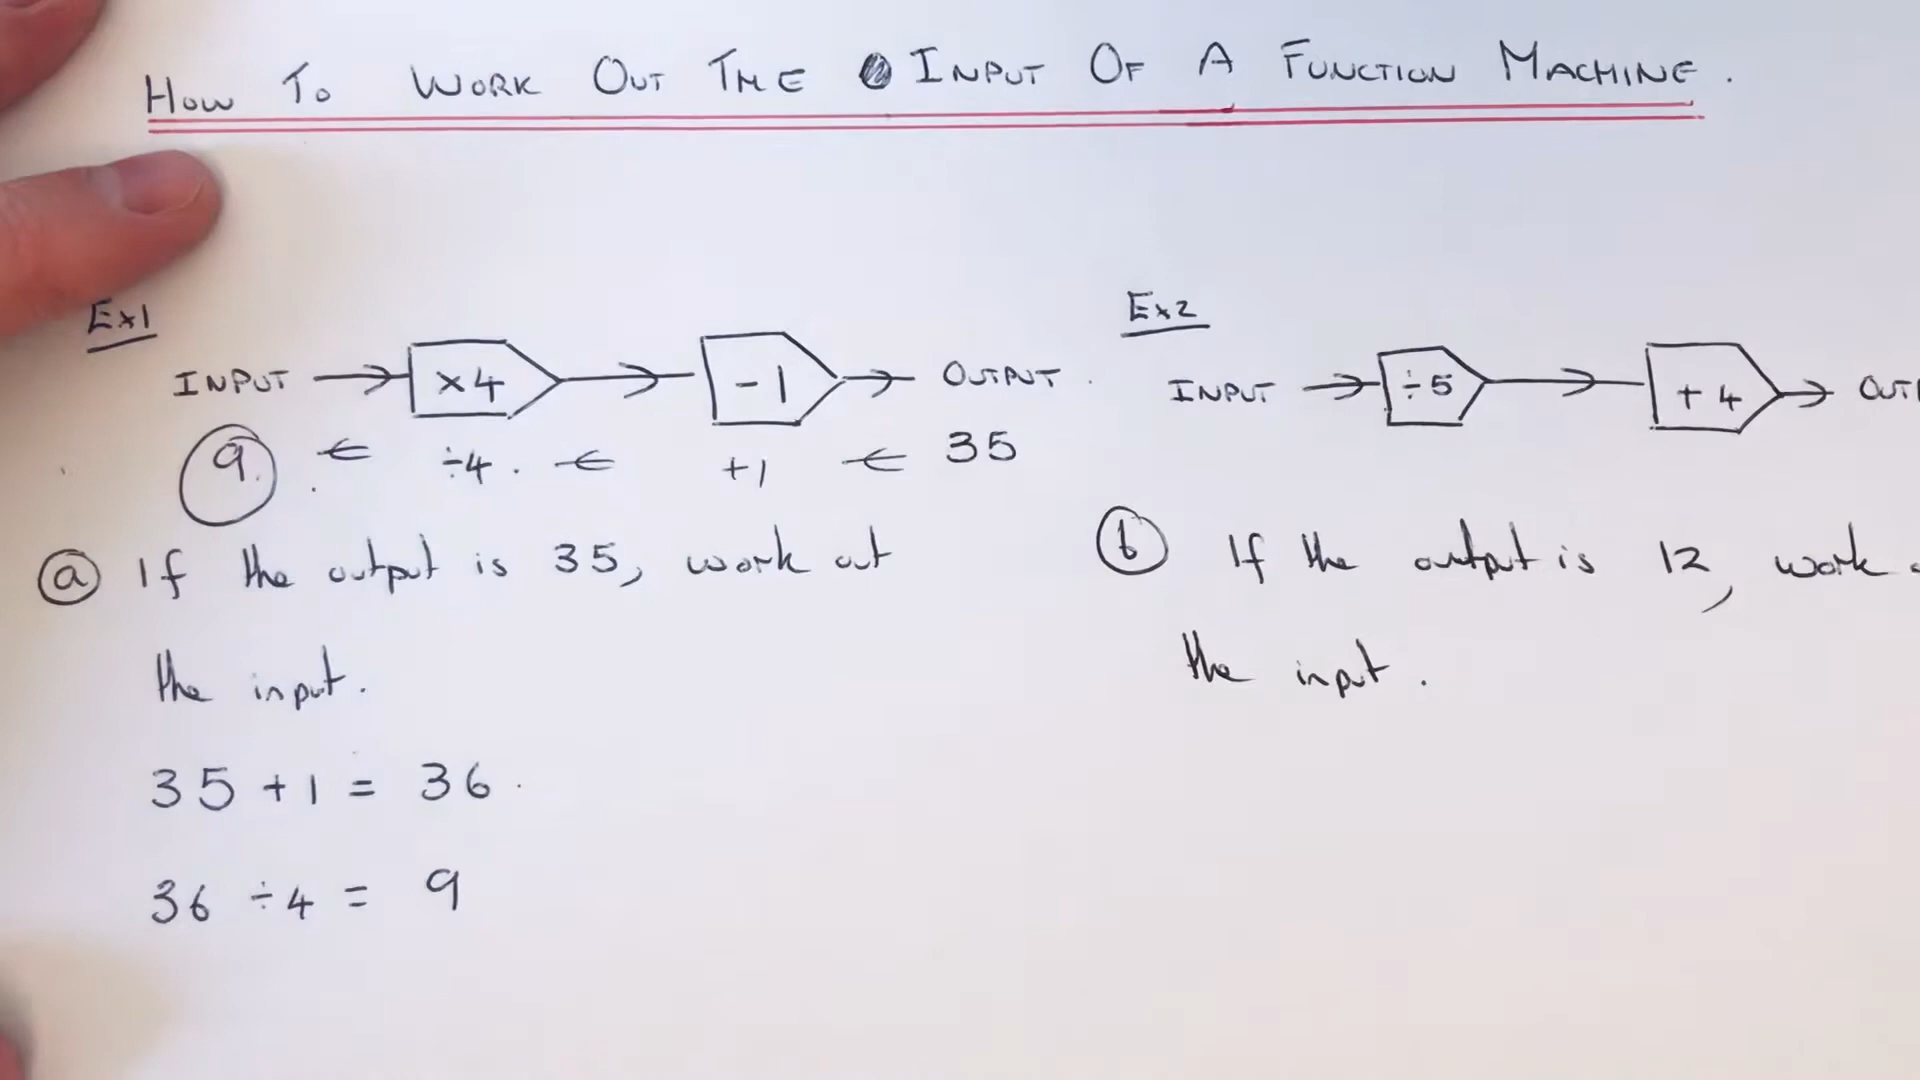 HOW TO WORK OUT THE INPUT OF A FUNCTION MACHINE.
Ex1
INPUT ×4 -1 OUTPUT
9 ÷4 +1 35
a If the output is 35, work out
the input.
35 + 1 = 36
36 ÷ 4 = 9
Ex2
INPUT ÷5 +4
b If the output is 12, work
the input.